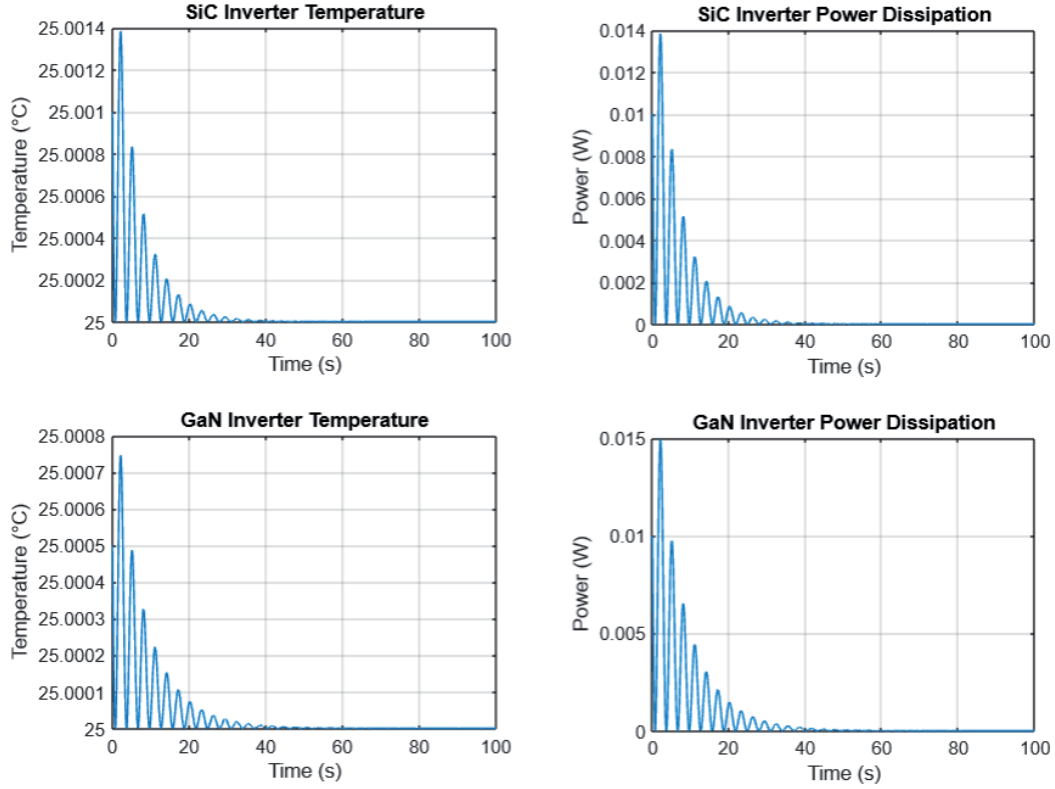 SiC Inverter Temperature
25.0014
25.0012
25.001
25.0008
25.0006
25.0004
25.0002
25
Temperature (°C)
0 20 40 60 80 100
Time (s)
SiC Inverter Power Dissipation
0.014
0.012
0.01
0.008
0.006
0.004
0.002
0
Power (W)
0 20 40 60 80 100
Time (s)
GaN Inverter Temperature
25.0008
25.0007
25.0006
25.0005
25.0004
25.0003
25.0002
25.0001
25
Temperature (°C)
0 20 40 60 80 100
Time (s)
GaN Inverter Power Dissipation
0.015
0.01
0.005
0
Power (W)
0 20 40 60 80 100
Time (s)